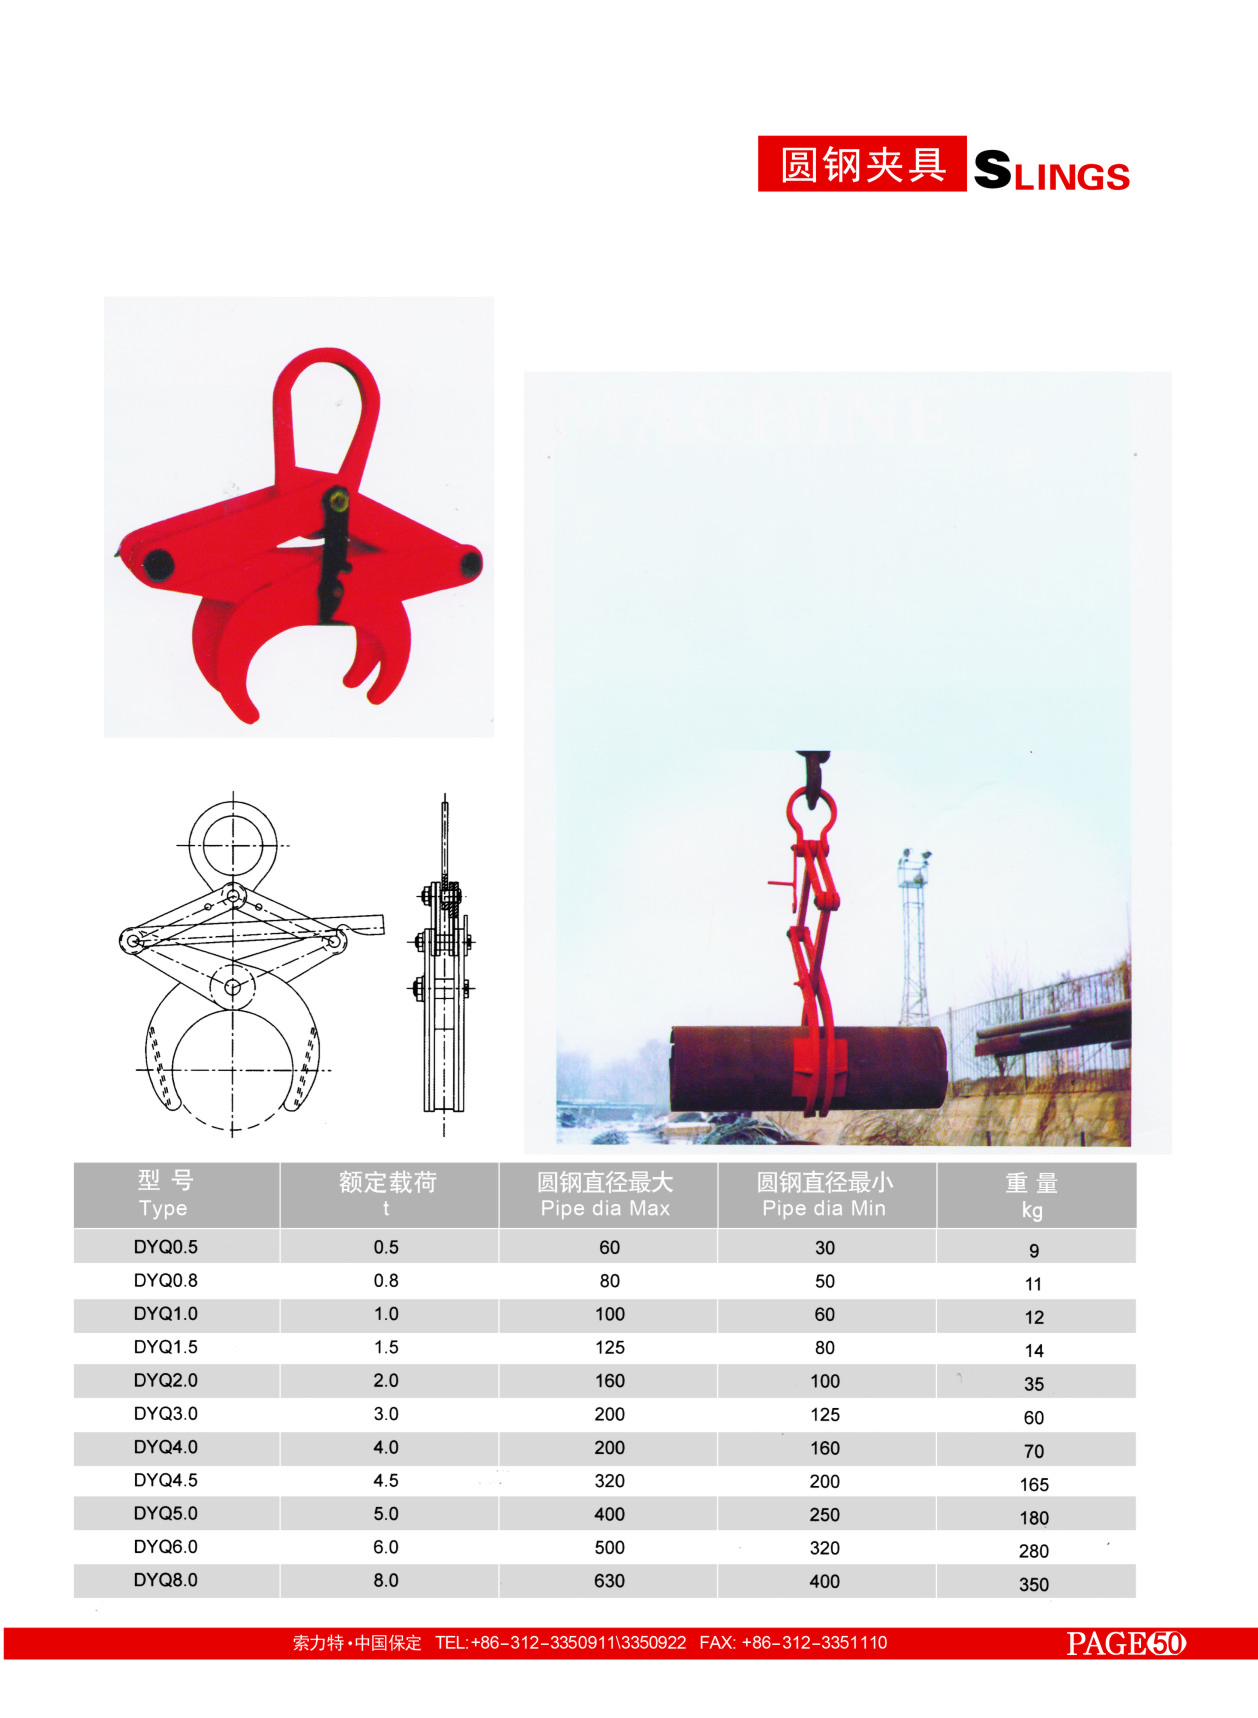 圆钢夹具 SLINGS
MACHINE
型号 额定载荷 圆钢直径最大 圆钢直径最小 重量
Type t Pipe dia Max Pipe dia Min kg
DYQ0.5 0.5 60 30 9
DYQ0.8 0.8 80 50 11
DYQ1.0 1.0 100 60 12
DYQ1.5 1.5 125 80 14
DYQ2.0 2.0 160 100 35
DYQ3.0 3.0 200 125 60
DYQ4.0 4.0 200 160 70
DYQ4.5 4.5 320 200 165
DYQ5.0 5.0 400 250 180
DYQ6.0 6.0 500 320 280
DYQ8.0 8.0 630 400 350
索力特·中国保定 TEL:+86-312-3350911\3350922 FAX: +86-312-3351110 PAGE 50